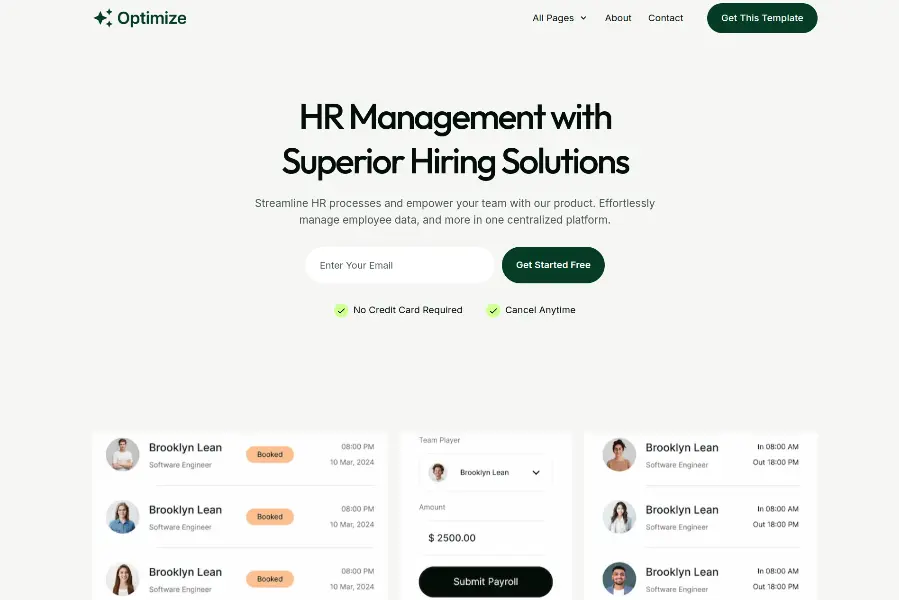 Optimize
All Pages
About
Contact
Get This Template
HR Management with
Superior Hiring Solutions
Streamline HR processes and empower your team with our product. Effortlessly
manage employee data, and more in one centralized platform.
Enter Your Email
Get Started Free
No Credit Card Required
Cancel Anytime
Brooklyn Lean
Software Engineer
Booked
08:00 PM
10 Mar, 2024
Brooklyn Lean
Software Engineer
Booked
08:00 PM
10 Mar, 2024
Brooklyn Lean
Software Engineer
Booked
08:00 PM
10 Mar, 2024
Team Player
Brooklyn Lean
Amount
$ 2500.00
Submit Payroll
Brooklyn Lean
Software Engineer
In 08:00 AM
Out 18:00 PM
Brooklyn Lean
Software Engineer
In 08:00 AM
Out 18:00 PM
Brooklyn Lean
Software Engineer
In 08:00 AM
Out 18:00 PM